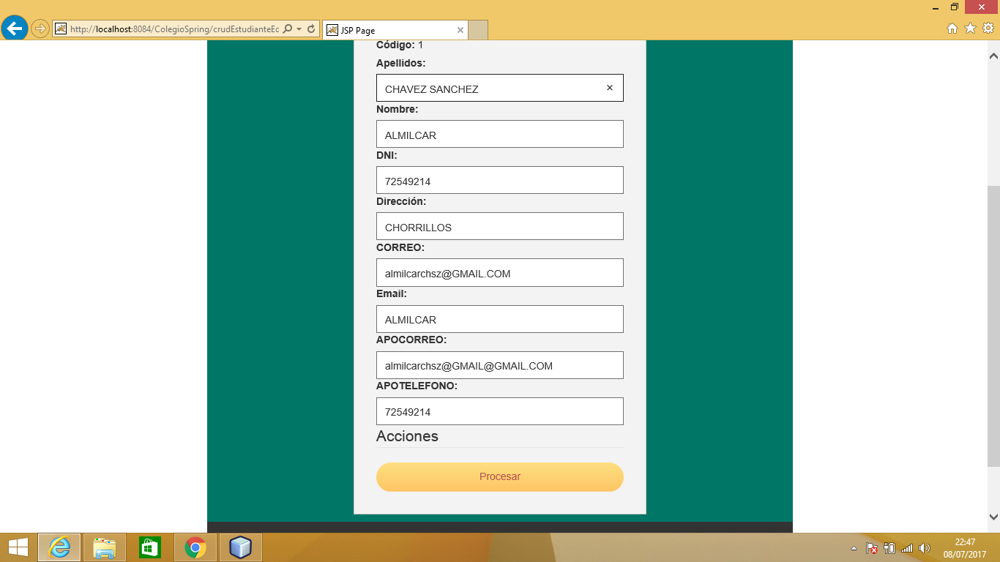 http://localhost:8084/ColegioSpring/crudEstudianteEc
JSP Page
Código: 1
Apellidos:
CHAVEZ SANCHEZ
Nombre:
ALMILCAR
DNI:
72549214
Dirección:
CHORRILLOS
CORREO:
almilcarchsz@GMAIL.COM
Email:
ALMILCAR
APOCORREO:
almilcarchsz@GMAIL@GMAIL.COM
APOTELEFONO:
72549214
Acciones
Procesar
22:47
08/07/2017